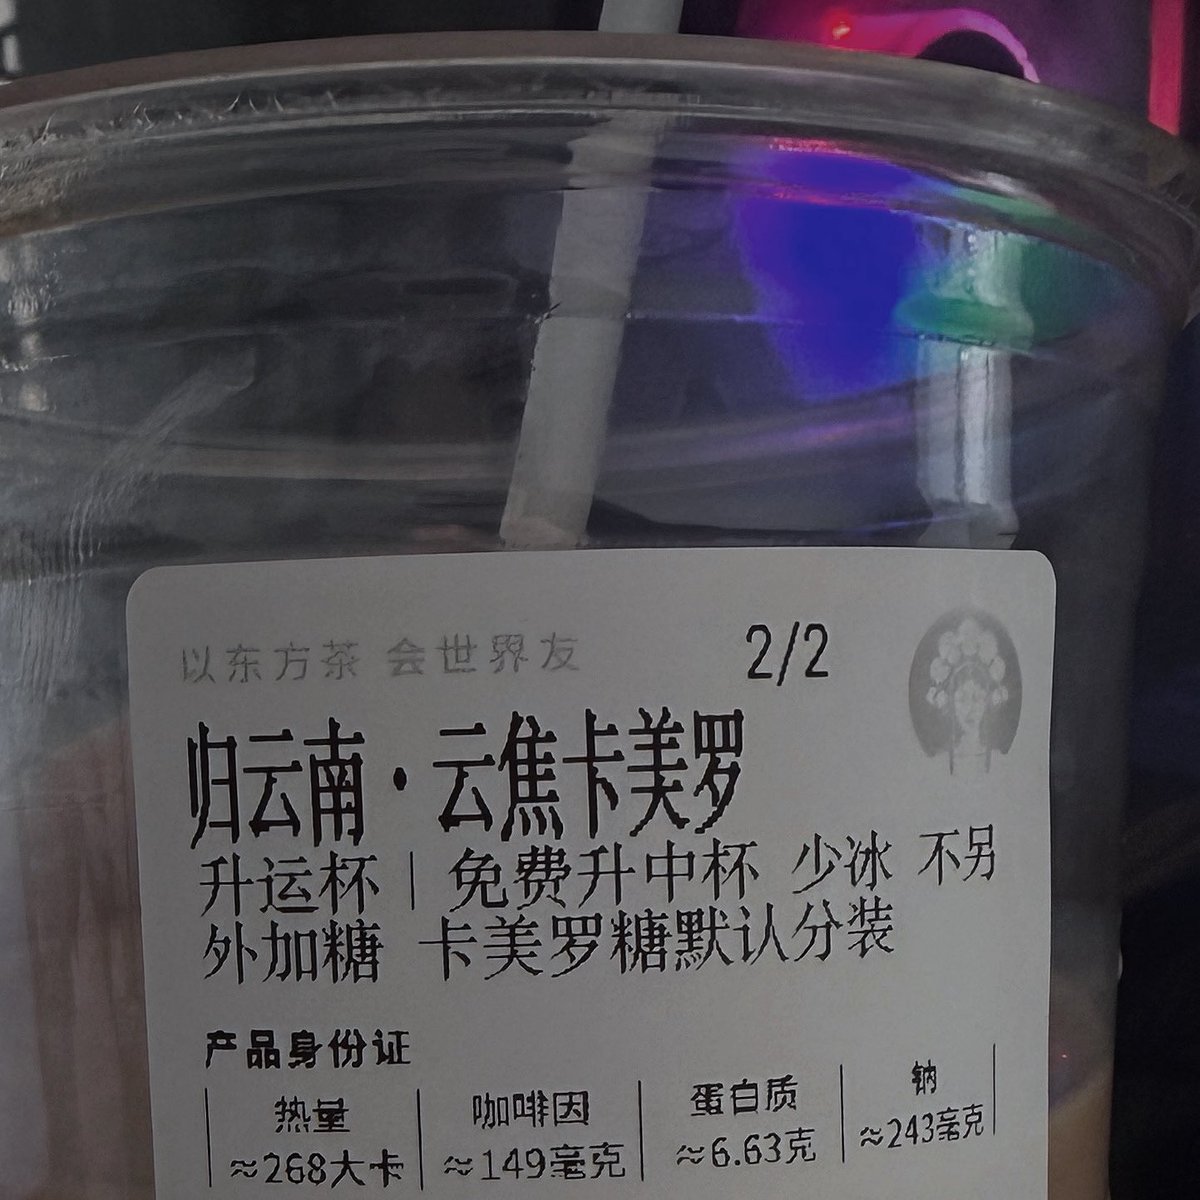 以东方茶 会世界友
2/2
归云南·云焦卡美罗
升运杯|免费升中杯 少冰 不另
外加糖 卡美罗糖默认分装
产品身份证
热量 咖啡因 蛋白质 钠
≈268大卡 ≈149毫克 ≈6.63克 ≈243毫克